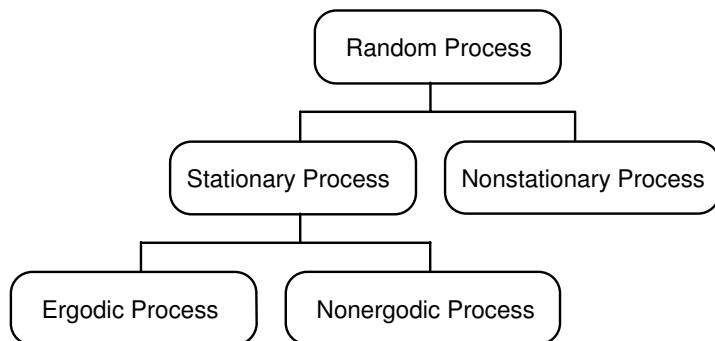 Random Process
Stationary Process
Nonstationary Process
Ergodic Process
Nonergodic Process